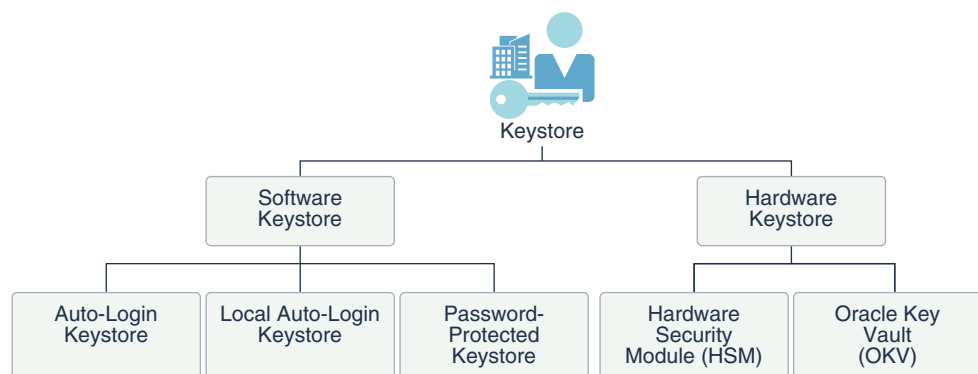 Keystore
Software
Keystore
Hardware
Keystore
Auto-Login
Keystore
Local Auto-Login
Keystore
Password-
Protected
Keystore
Hardware
Security
Module (HSM)
Oracle Key
Vault
(OKV)